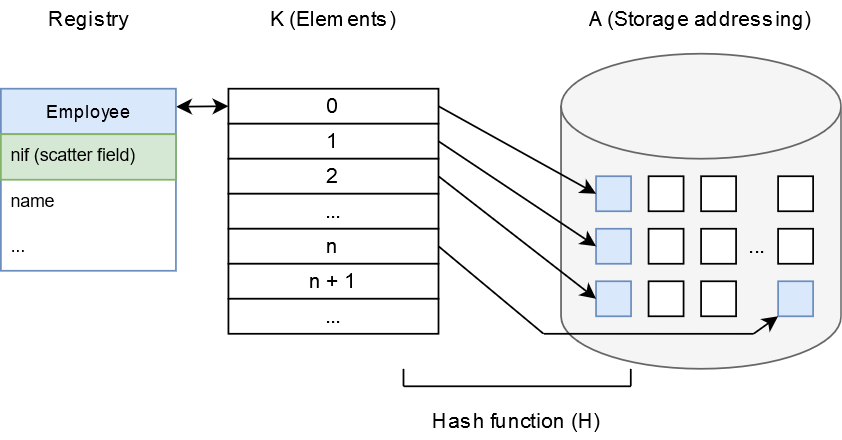 Registry
K (Elements)
A (Storage addressing)
Employee
nif (scatter field)
name
...
0
1
2
...
n
n + 1
...
...
Hash function (H)